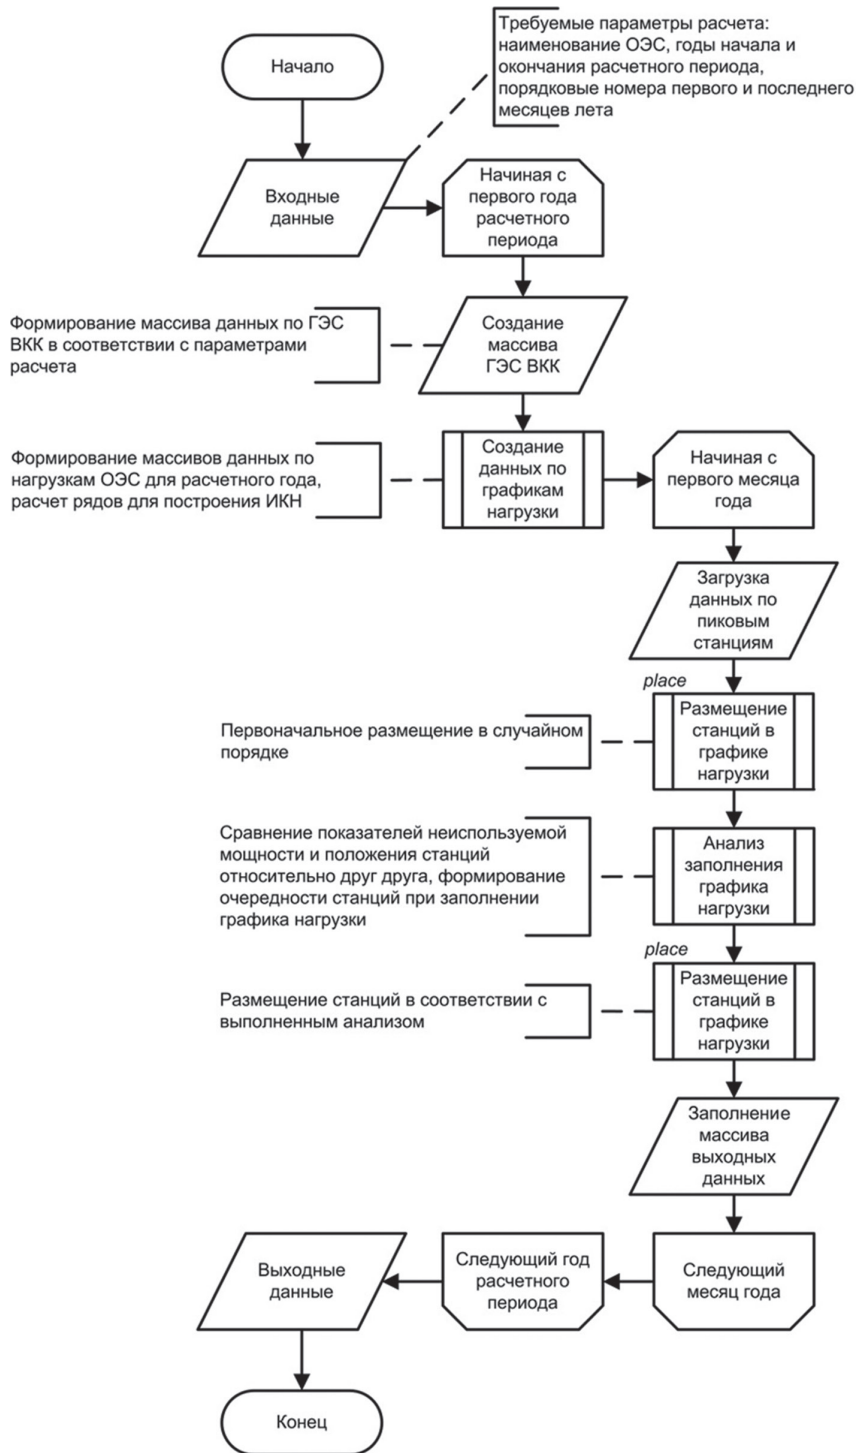 Требуемые параметры расчета:
наименование ОЭС, годы начала и
окончания расчетного периода,
порядковые номера первого и последнего
месяцев лета
Начало
Входные
данные
Начиная с
первого года
расчетного
периода
Формирование массива данных по ГЭС
ВКК в соответствии с параметрами
расчета
Создание
массива
ГЭС ВКК
Формирование массивов данных по
нагрузкам ОЭС для расчетного года,
расчет рядов для построения ИКН
Создание
данных по
графикам
нагрузки
Начиная с
первого месяца
года
Загрузка
данных по
пиковым
станциям
place
Первоначальное размещение в случайном
порядке
Размещение
станций в
графике
нагрузки
Сравнение показателей неиспользуемой
мощности и положения станций
относительно друг друга, формирование
очередности станций при заполнении
графика нагрузки
Анализ
заполнения
графика
нагрузки
place
Размещение станций в соответствии с
выполненным анализом
Размещение
станций в
графике
нагрузки
Заполнение
массива
выходных
данных
Следующий
месяц года
Следующий год
расчетного
периода
Выходные
данные
Конец